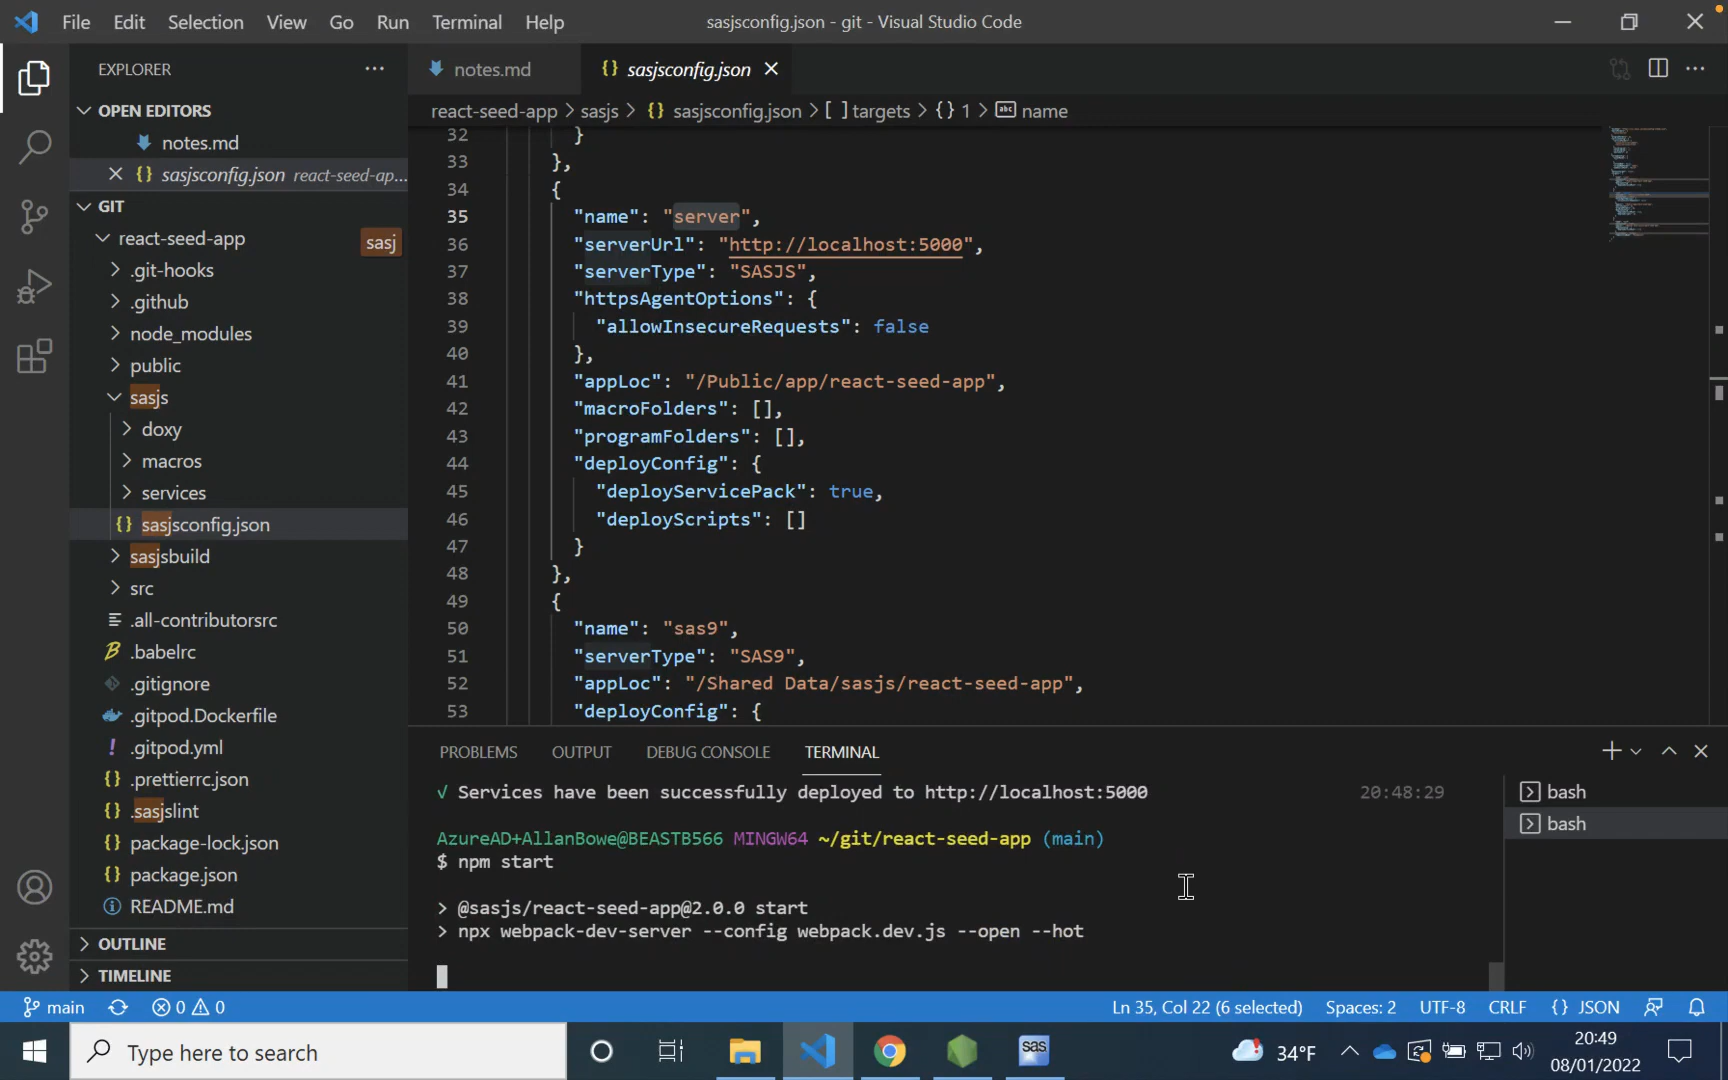 File Edit Selection View Go Run Terminal Help sasjsconfig.json - git - Visual Studio Code
EXPLORER
OPEN EDITORS
notes.md
sasjsconfig.json react-seed-ap...
GIT
react-seed-app sasj
.git-hooks
.github
node_modules
public
sasjs
doxy
macros
services
sasjsconfig.json
sasjsbuild
src
.all-contributorsrc
.babelrc
.gitignore
.gitpod.Dockerfile
.gitpod.yml
.prettierrc.json
.sasjslint
package-lock.json
package.json
README.md
OUTLINE
TIMELINE
notes.md sasjsconfig.json
react-seed-app > sasjs > {} sasjsconfig.json > [ ] targets > {} 1 > abc name
32 }
33 },
34 {
35 "name": "server",
36 "serverUrl": "http://localhost:5000",
37 "serverType": "SASJS",
38 "httpsAgentOptions": {
39 "allowInsecureRequests": false
40 },
41 "appLoc": "/Public/app/react-seed-app",
42 "macroFolders": [],
43 "programFolders": [],
44 "deployConfig": {
45 "deployServicePack": true,
46 "deployScripts": []
47 }
48 },
49 {
50 "name": "sas9",
51 "serverType": "SAS9",
52 "appLoc": "/Shared Data/sasjs/react-seed-app",
53 "deployConfig": {
PROBLEMS OUTPUT DEBUG CONSOLE TERMINAL
√ Services have been successfully deployed to http://localhost:5000 20:48:29
AzureAD+AllanBowe@BEASTB566 MINGW64 ~/git/react-seed-app (main)
$ npm start
> @sasjs/react-seed-app@2.0.0 start
> npx webpack-dev-server --config webpack.dev.js --open --hot
bash
bash
main 0 0 Ln 35, Col 22 (6 selected) Spaces: 2 UTF-8 CRLF {} JSON
Type here to search
sas
34°F
20:49
08/01/2022